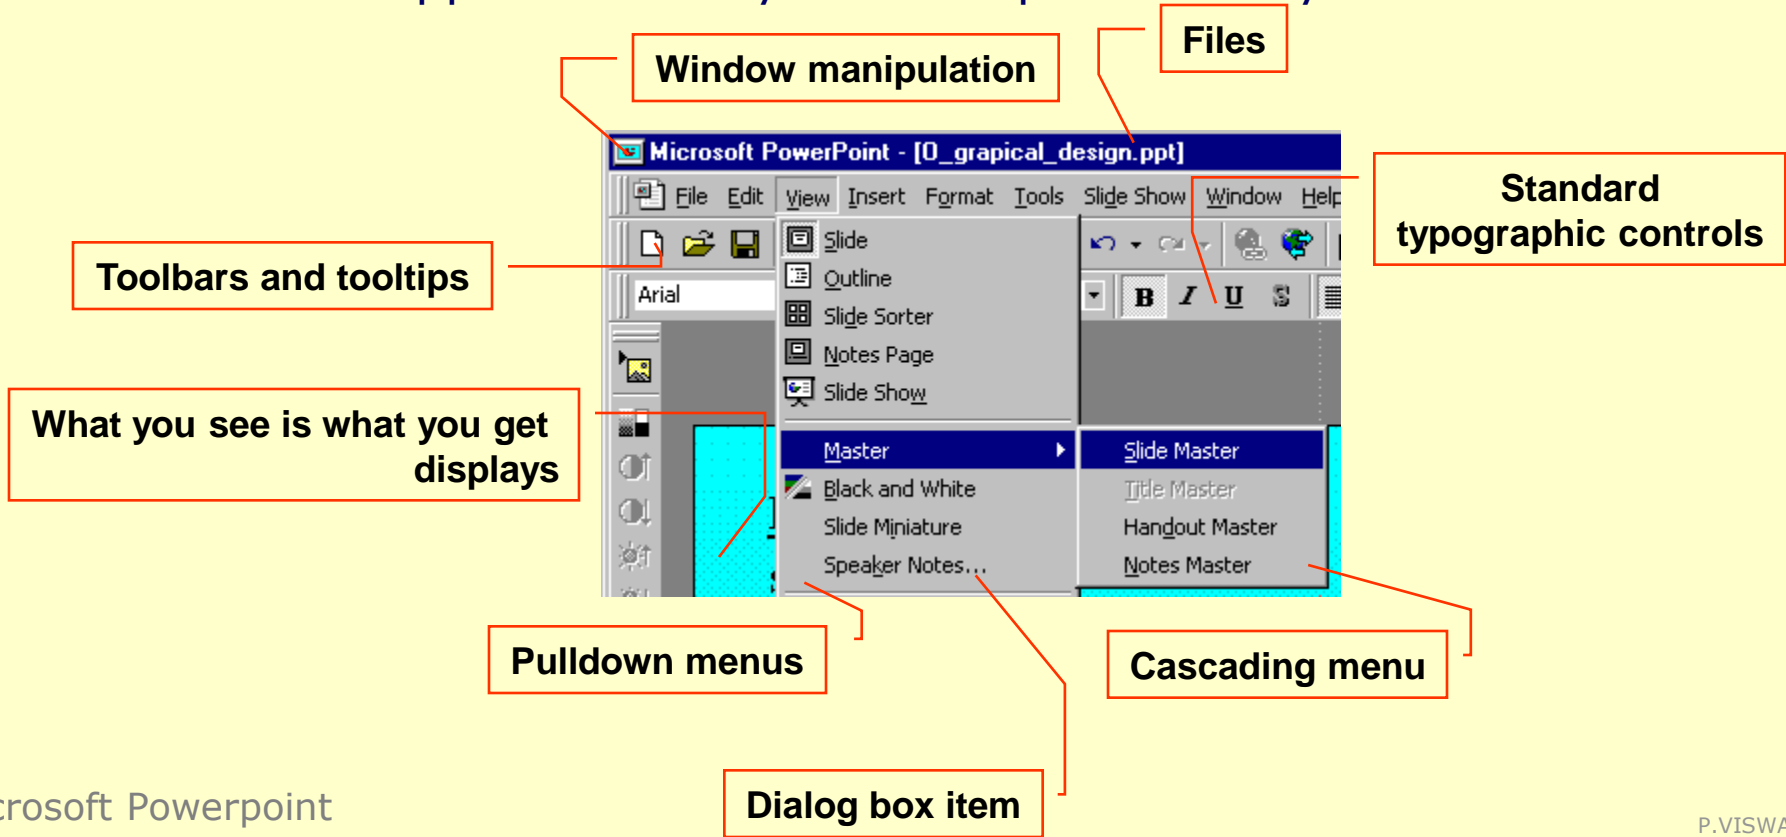 Files
Window manipulation
Microsoft PowerPoint - [0_grapical_design.ppt]
File Edit View Insert Format Tools Slide Show Window Help
Standard
typographic controls
Slide
Toolbars and tooltips
Outline
Arial
B I U S
Slide Sorter
Notes Page
Slide Show
What you see is what you get
displays
Master
Slide Master
Black and White
Title Master
Slide Miniature
Handout Master
Speaker Notes...
Notes Master
Pulldown menus
Cascading menu
Dialog box item
crosoft Powerpoint
P.VISWA